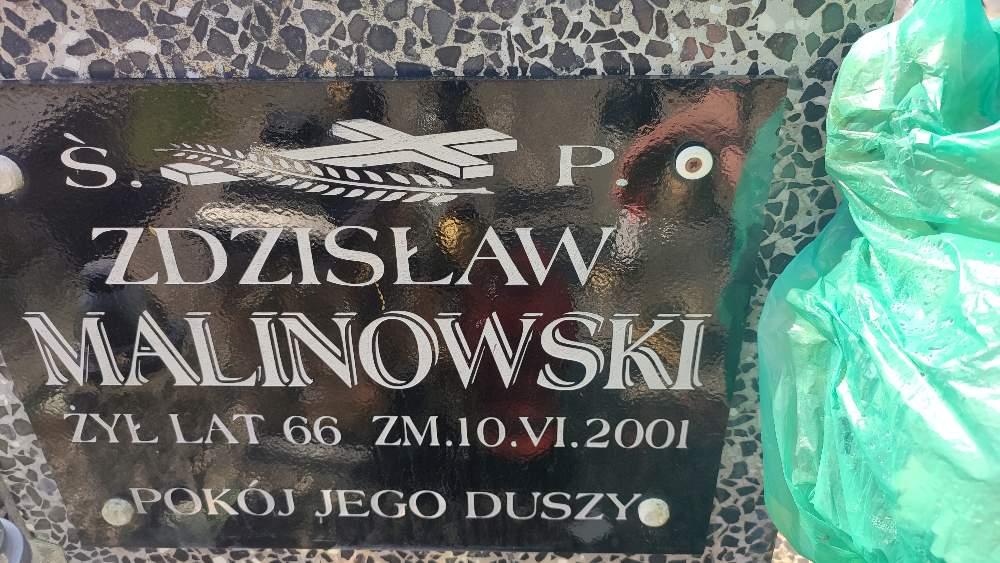 Ś. P
ZDZISŁAW
MALINOWSKI
ŻYŁ LAT 66 ZM.10.VI.2001
POKÓJ JEGO DUSZY